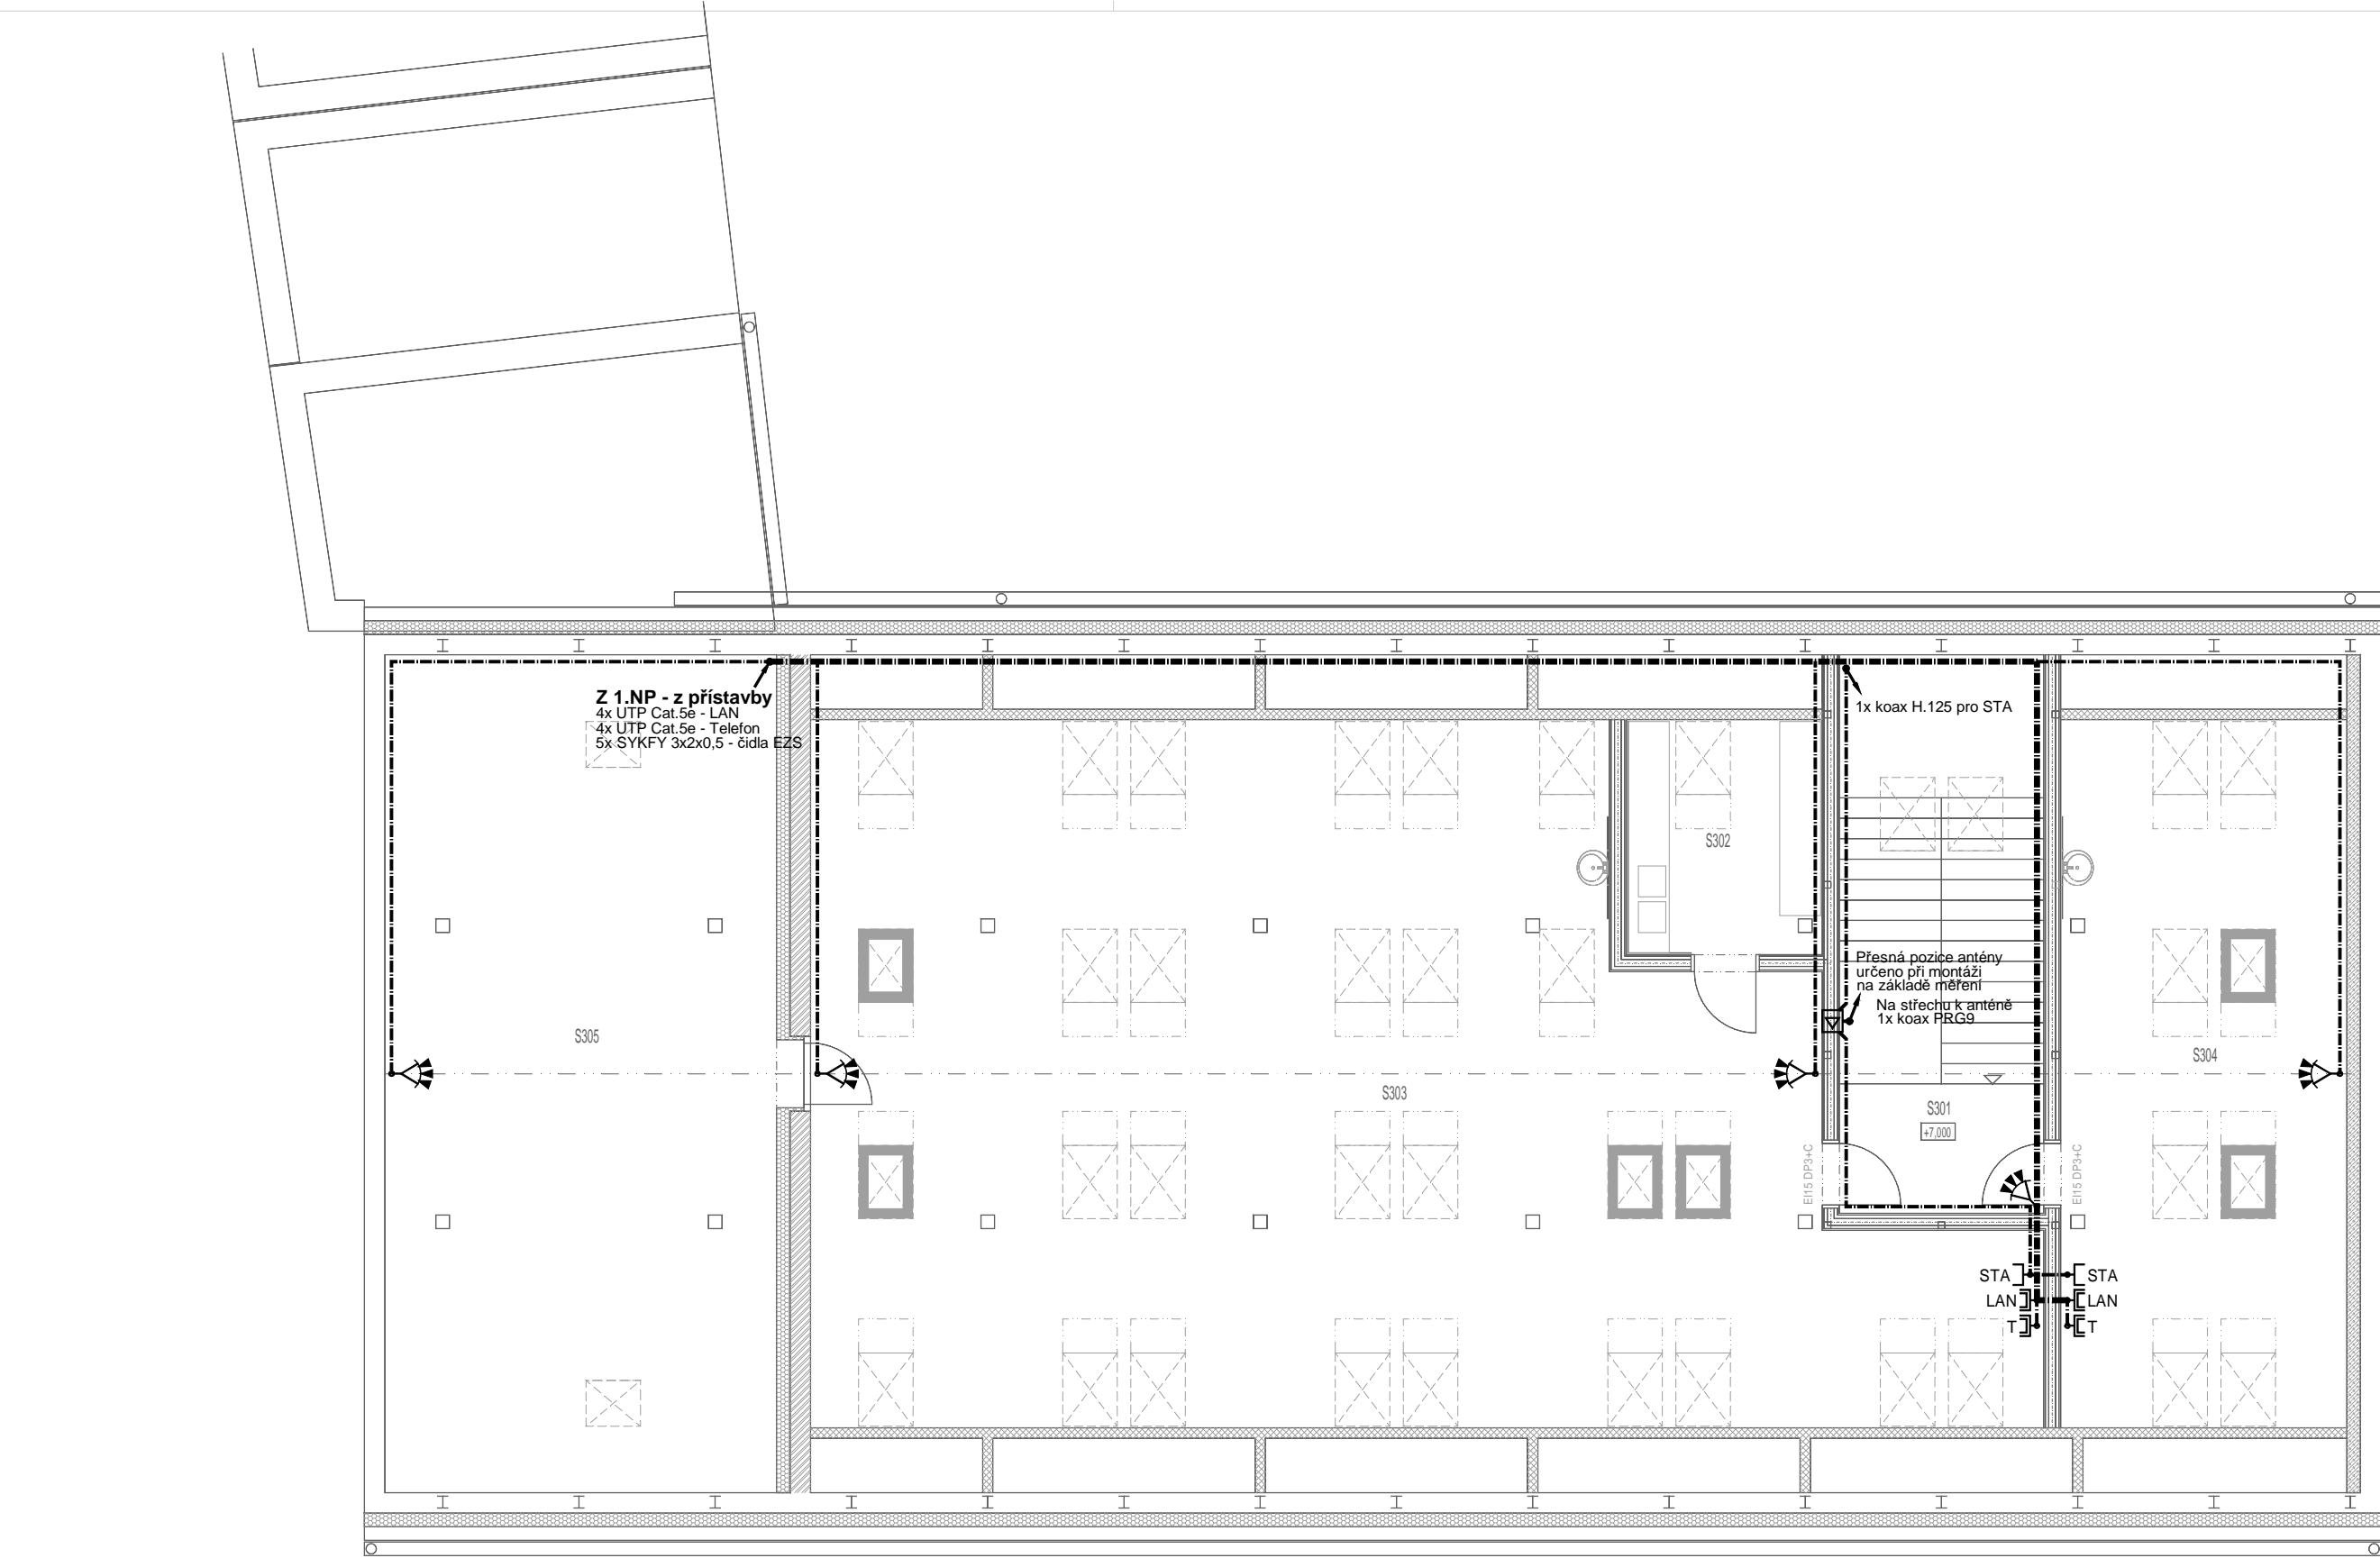 Z 1.NP - z přístavby
4x UTP Cat.5e - LAN
4x UTP Cat.5e - Telefon
5x SYKFY 3x2x0,5 - čidla EZS
1x koax H.125 pro STA
S302
Přesná pozice antény
určeno při montáži
na základě měření
Na střechu k anténě
1x koax PRG9
S305
S303
S304
S301
+7,000
EI15 DP3+C
EI15 DP3+C
STA
STA
LAN
LAN
T
T